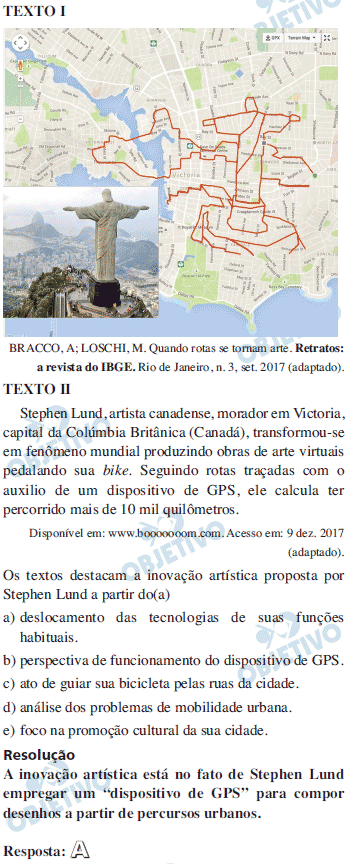 TEXTO I
GPX
Terrain Map
Victoria
BRACCO, A; LOSCHI, M. Quando rotas se tornam arte. Retratos:
a revista do IBGE. Rio de Janeiro, n. 3, set. 2017 (adaptado).
TEXTO II
Stephen Lund, artista canadense, morador em Victoria,
capital da Colúmbia Britânica (Canadá), transformou-se
em fenômeno mundial produzindo obras de arte virtuais
pedalando sua bike. Seguindo rotas traçadas com o
auxilio de um dispositivo de GPS, ele calcula ter
percorrido mais de 10 mil quilômetros.
Disponível em: www.booooooom.com. Acesso em: 9 dez. 2017
(adaptado).
Os textos destacam a inovação artística proposta por
Stephen Lund a partir do(a)
a) deslocamento das tecnologias de suas funções
habituais.
b) perspectiva de funcionamento do dispositivo de GPS.
c) ato de guiar sua bicicleta pelas ruas da cidade.
d) análise dos problemas de mobilidade urbana.
e) foco na promoção cultural da sua cidade.
Resolução
A inovação artística está no fato de Stephen Lund
empregar um “dispositivo de GPS” para compor
desenhos a partir de percursos urbanos.
Resposta: A
OBJETIVO